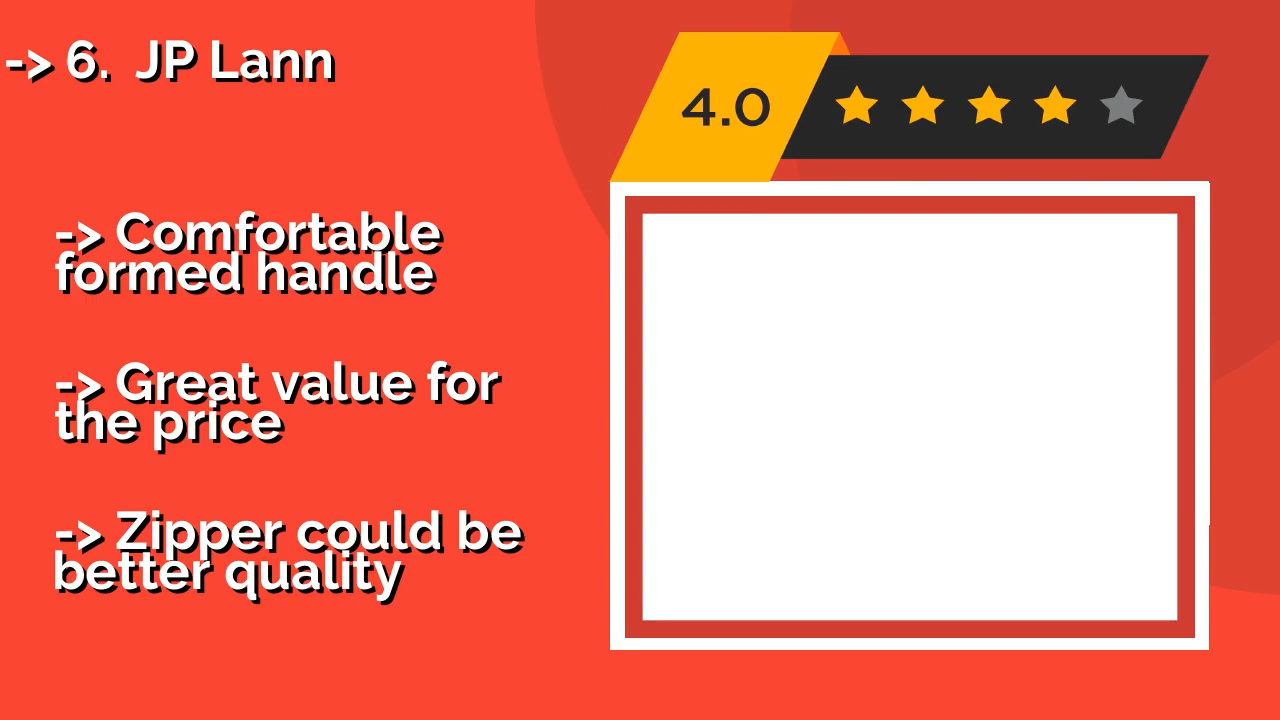 -> 6. JP Lann
4.0
-> Comfortable
formed handle
-> Great value for
the price
-> Zipper could be
better quality